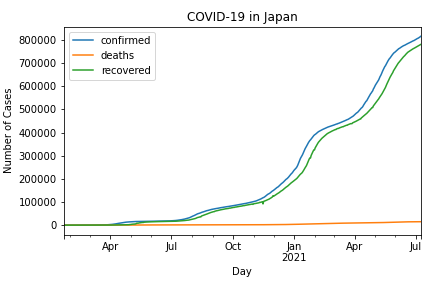 COVID-19 in Japan
confirmed
deaths
recovered
Number of Cases
800000
700000
600000
500000
400000
300000
200000
100000
0
Apr Jul Oct Jan Apr Jul
2021
Day